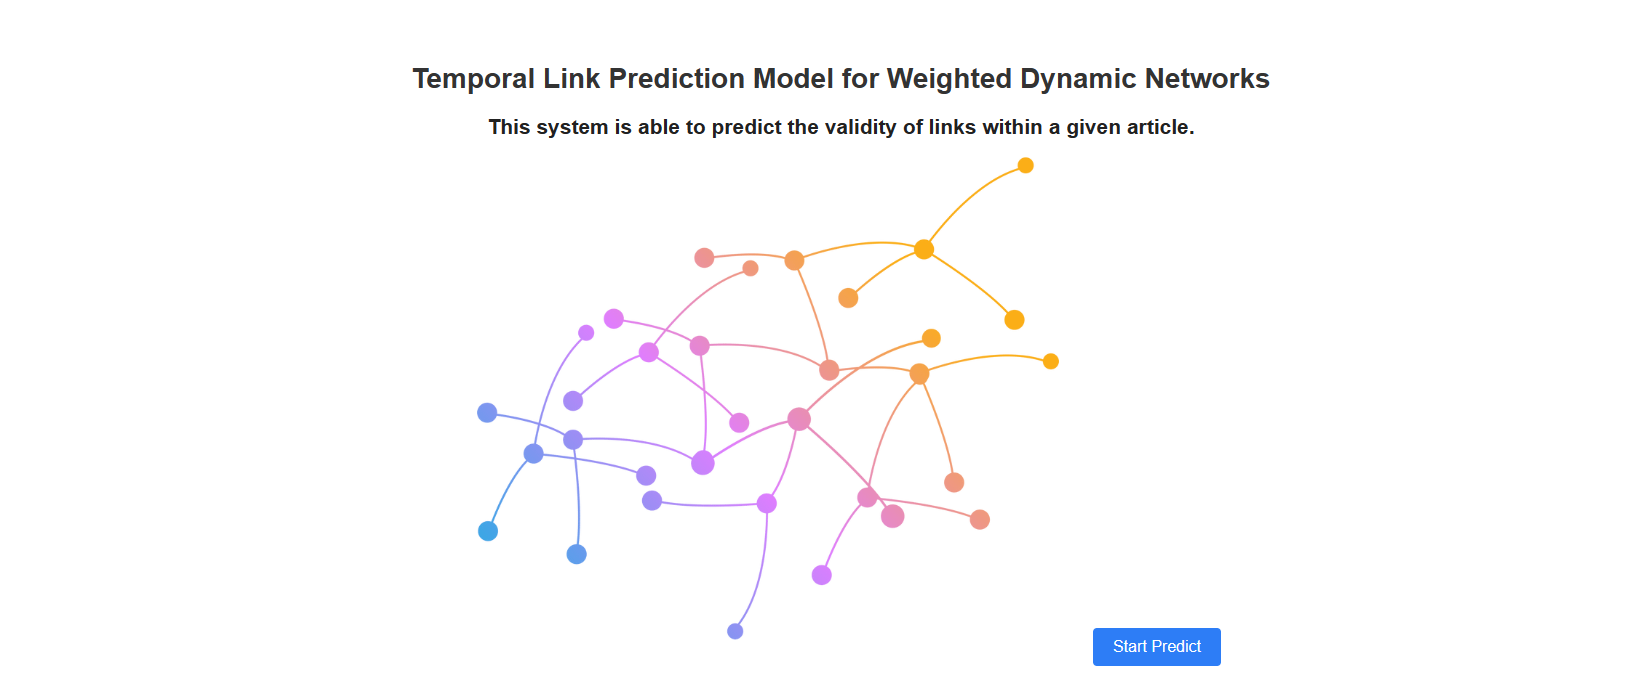 Temporal Link Prediction Model for Weighted Dynamic Networks
This system is able to predict the validity of links within a given article.
Start Predict